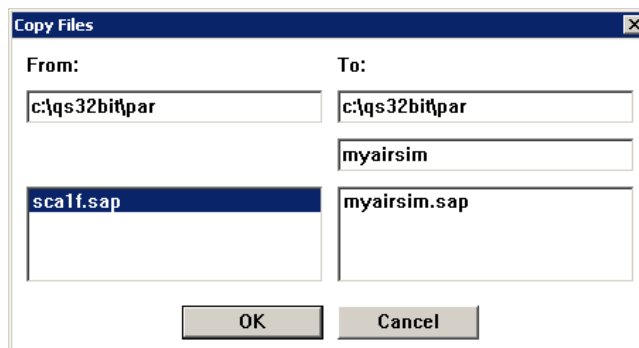 Copy Files
From:
To:
c:\qs32bit\par
c:\qs32bit\par
myairsim
sca1f.sap
myairsim.sap
OK
Cancel